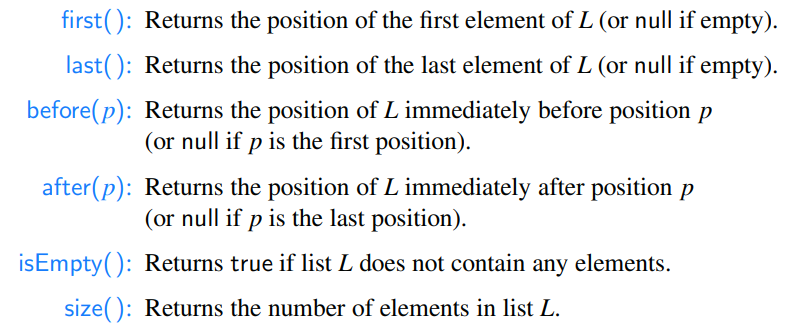 first( ): Returns the position of the first element of L (or null if empty).
last( ): Returns the position of the last element of L (or null if empty).
before(p): Returns the position of L immediately before position p
(or null if p is the first position).
after(p): Returns the position of L immediately after position p
(or null if p is the last position).
isEmpty( ): Returns true if list L does not contain any elements.
size( ): Returns the number of elements in list L.